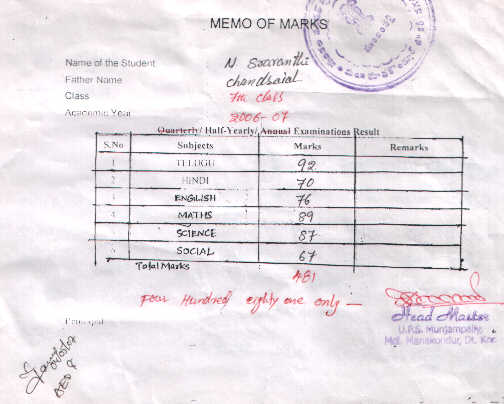 MEMO OF MARKS
Name of the Student N. Sravanthi
Father Name
Class 7th Class
Academic Year 2006-07
Quarterly/ Half-Yearly/ Annual Examinations Result
S.No Subjects Marks Remarks
1 TELUGU 92
2 HINDI 70
3 ENGLISH 76
4 MATHS 89
SCIENCE 87
SOCIAL 67
Total Marks 481
Four Hundred eighty one only —
Principal
Head Master
U.P.S. Munjampally
Mdl. Manakondur, Dt. Knr